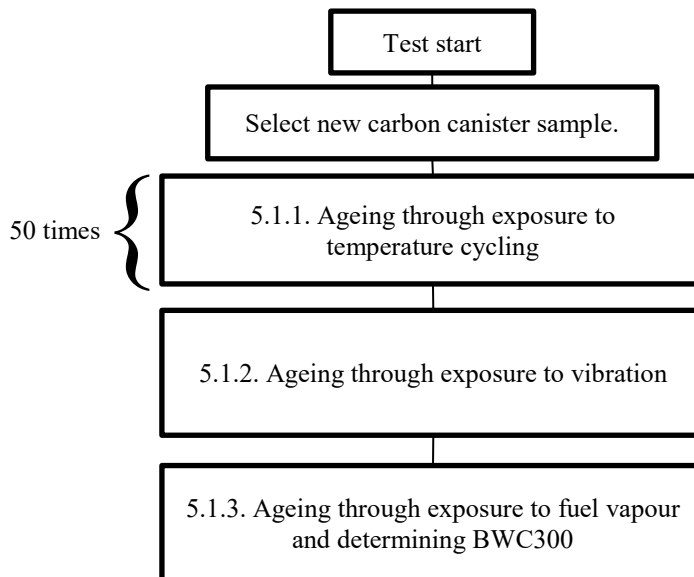 Test start
Select new carbon canister sample.
50 times
5.1.1. Ageing through exposure to
temperature cycling
5.1.2. Ageing through exposure to vibration
5.1.3. Ageing through exposure to fuel vapour
and determining BWC300